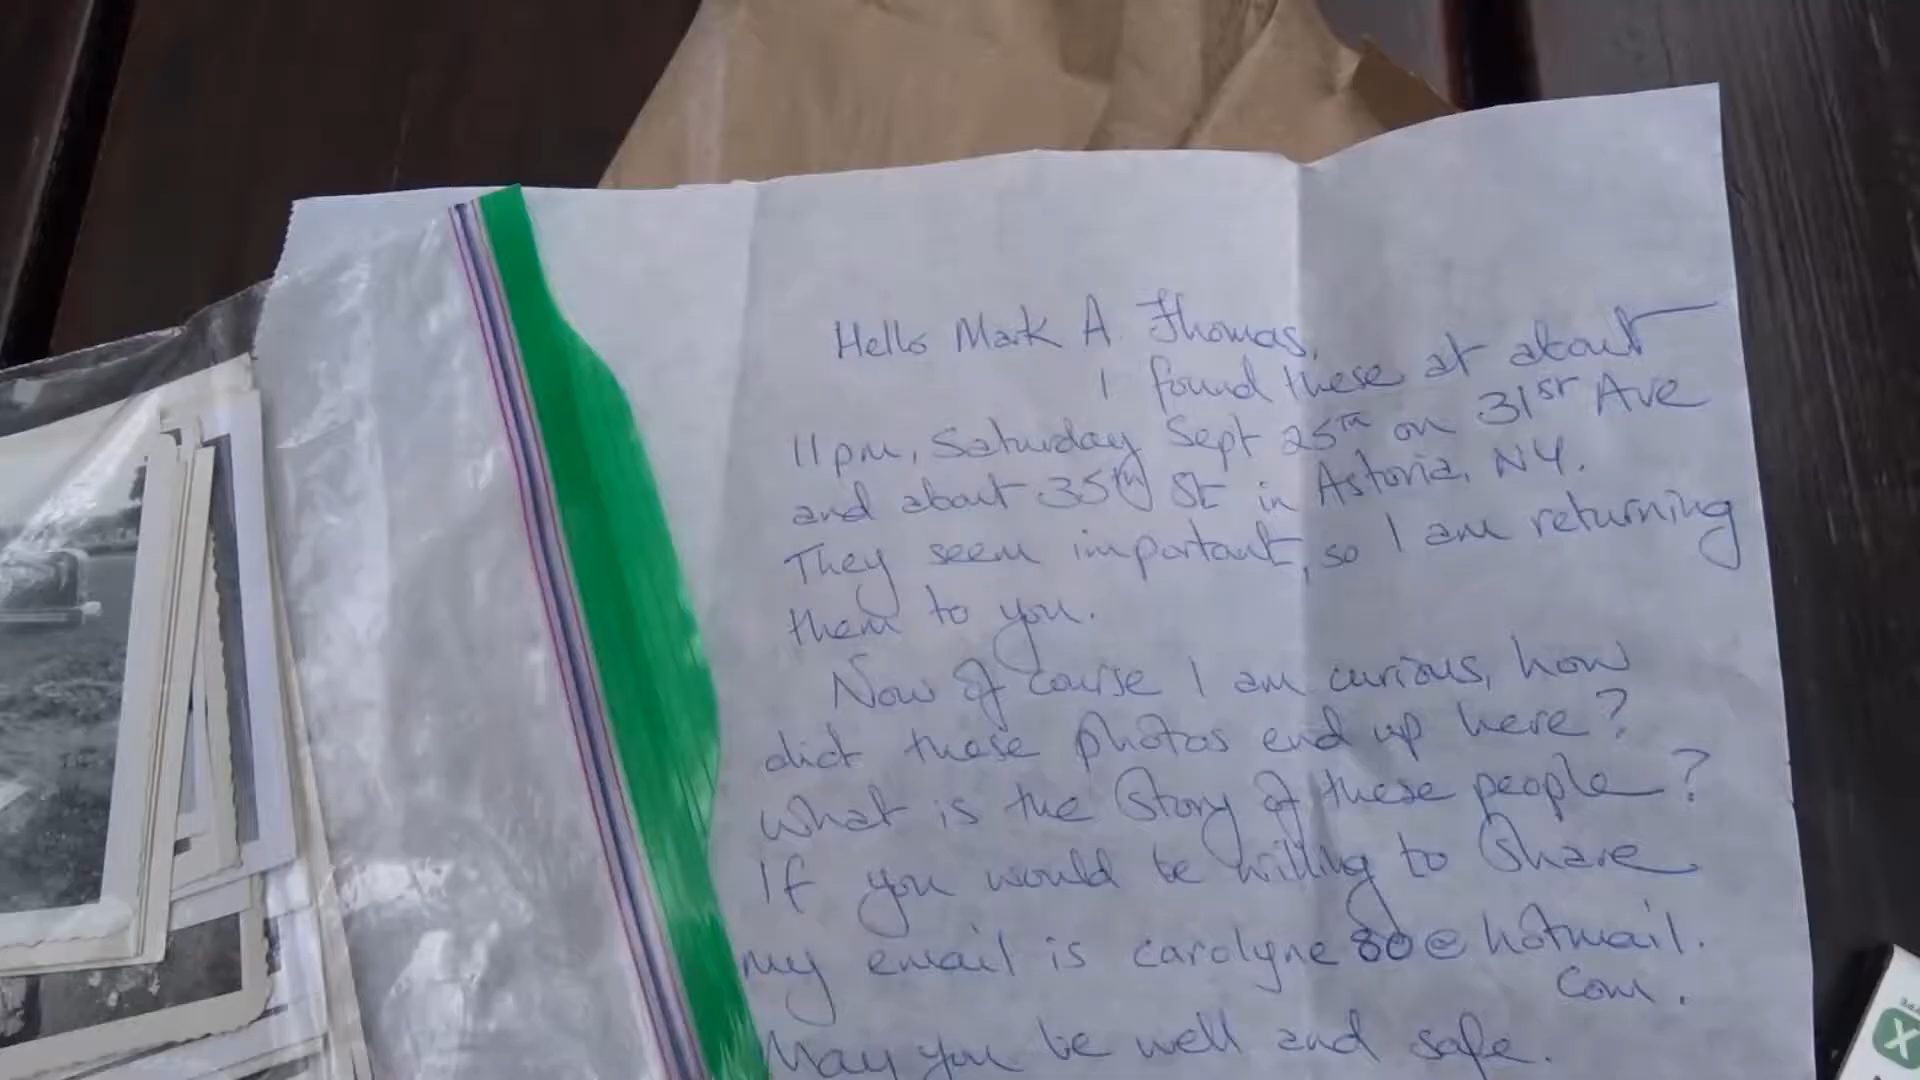 Hello Mark A. Thomas,
I found these at about
11pm, Saturday Sept 25th on 31st Ave
and about 35th St in Astoria, NY.
They seem important, so I am returning
them to you.
Now of course I am curious, how
did these photos end up here?
What is the story of these people?
If you would be willing to share
my email is carolyne80@hotmail.
com.
May you be well and safe.
X